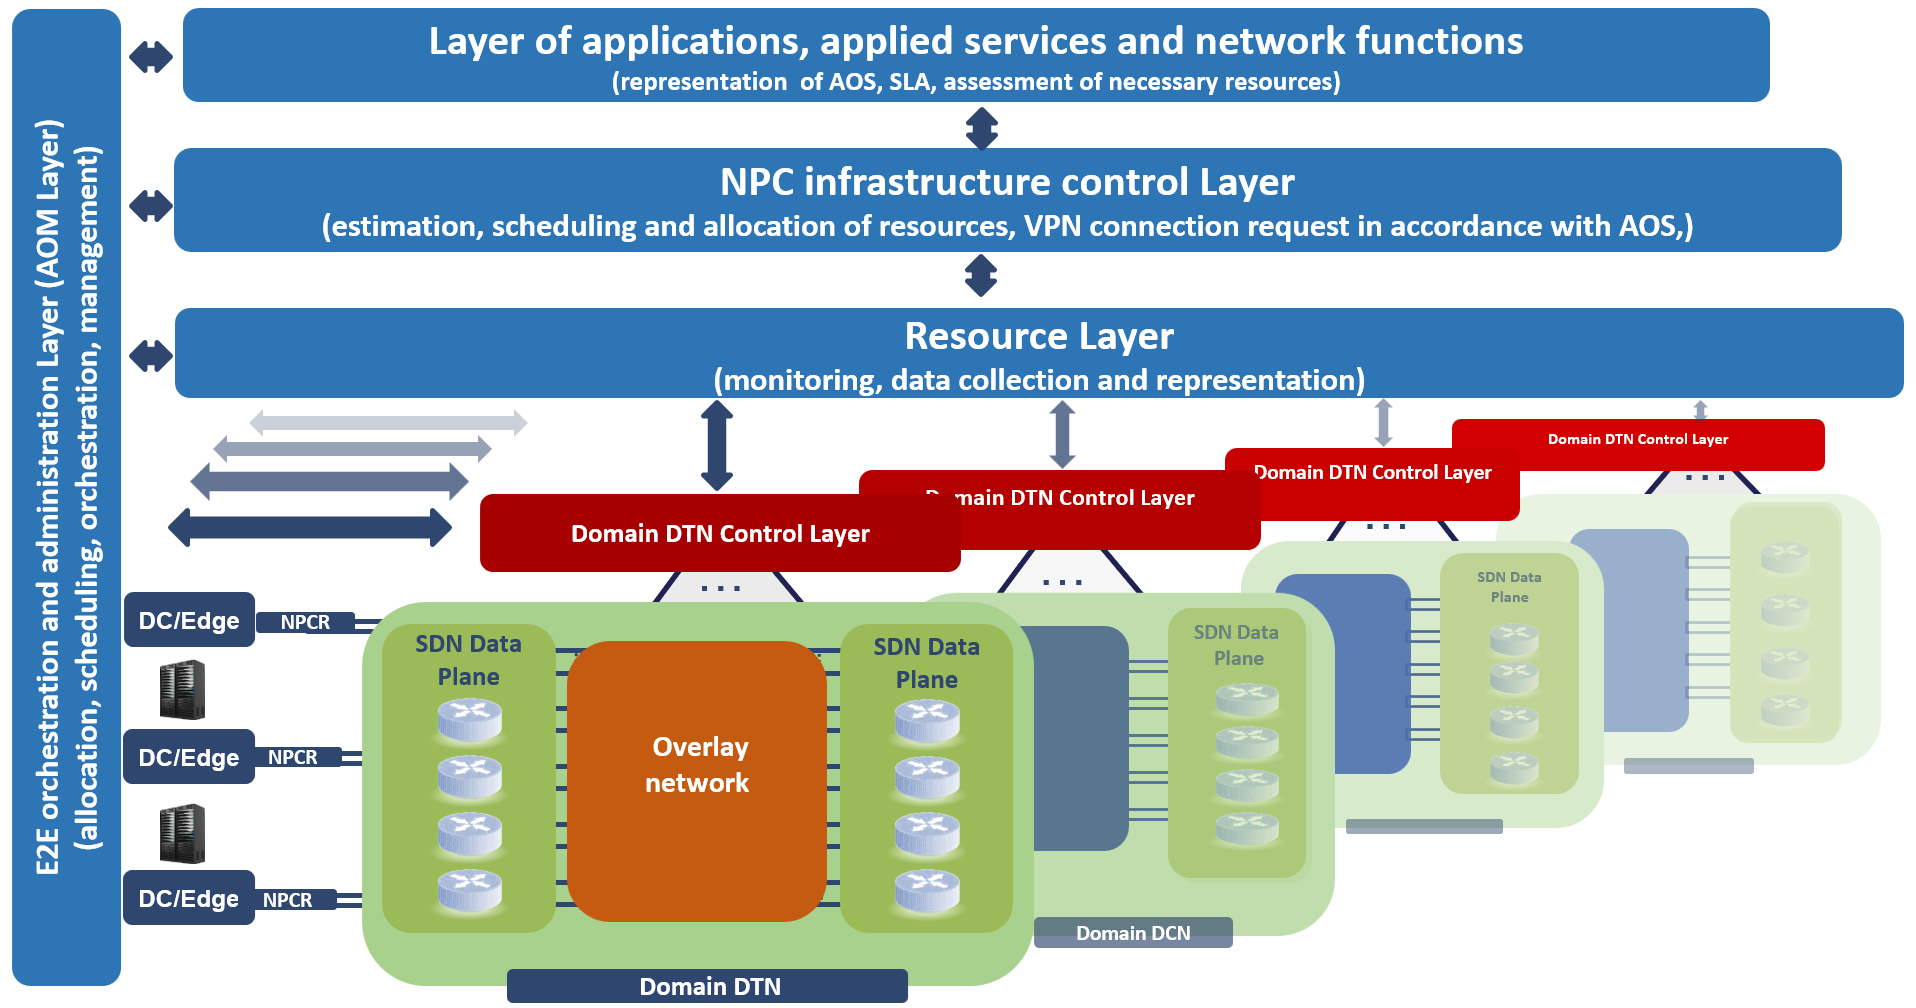 E2E orchestration and administration Layer (AOM Layer)
(allocation, scheduling, orchestration, management)
Layer of applications, applied services and network functions
(representation of AOS, SLA, assessment of necessary resources)
NPC infrastructure control Layer
(estimation, scheduling and allocation of resources, VPN connection request in accordance with AOS,)
Resource Layer
(monitoring, data collection and representation)
Domain DTN Control Layer
Domain DTN Control Layer
Domain DTN Control Layer
Domain DTN Control Layer
...
...
...
...
DC/Edge
NPCR
DC/Edge
NPCR
DC/Edge
NPCR
SDN Data
Plane
Overlay
network
SDN Data
Plane
SDN Data
Plane
SDN Data
Plane
Domain DCN
Domain DTN